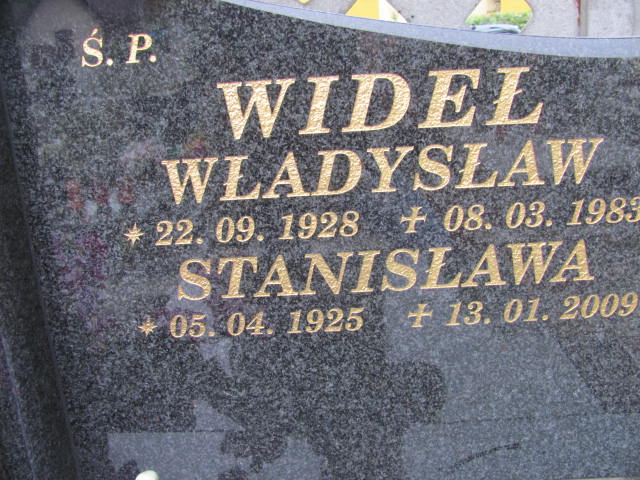 Ś. P.
WIDEŁ
WŁADYSŁAW
* 22. 09. 1928 ✝ 08. 03. 1983
STANISŁAWA
* 05. 04. 1925 ✝ 13. 01. 2009